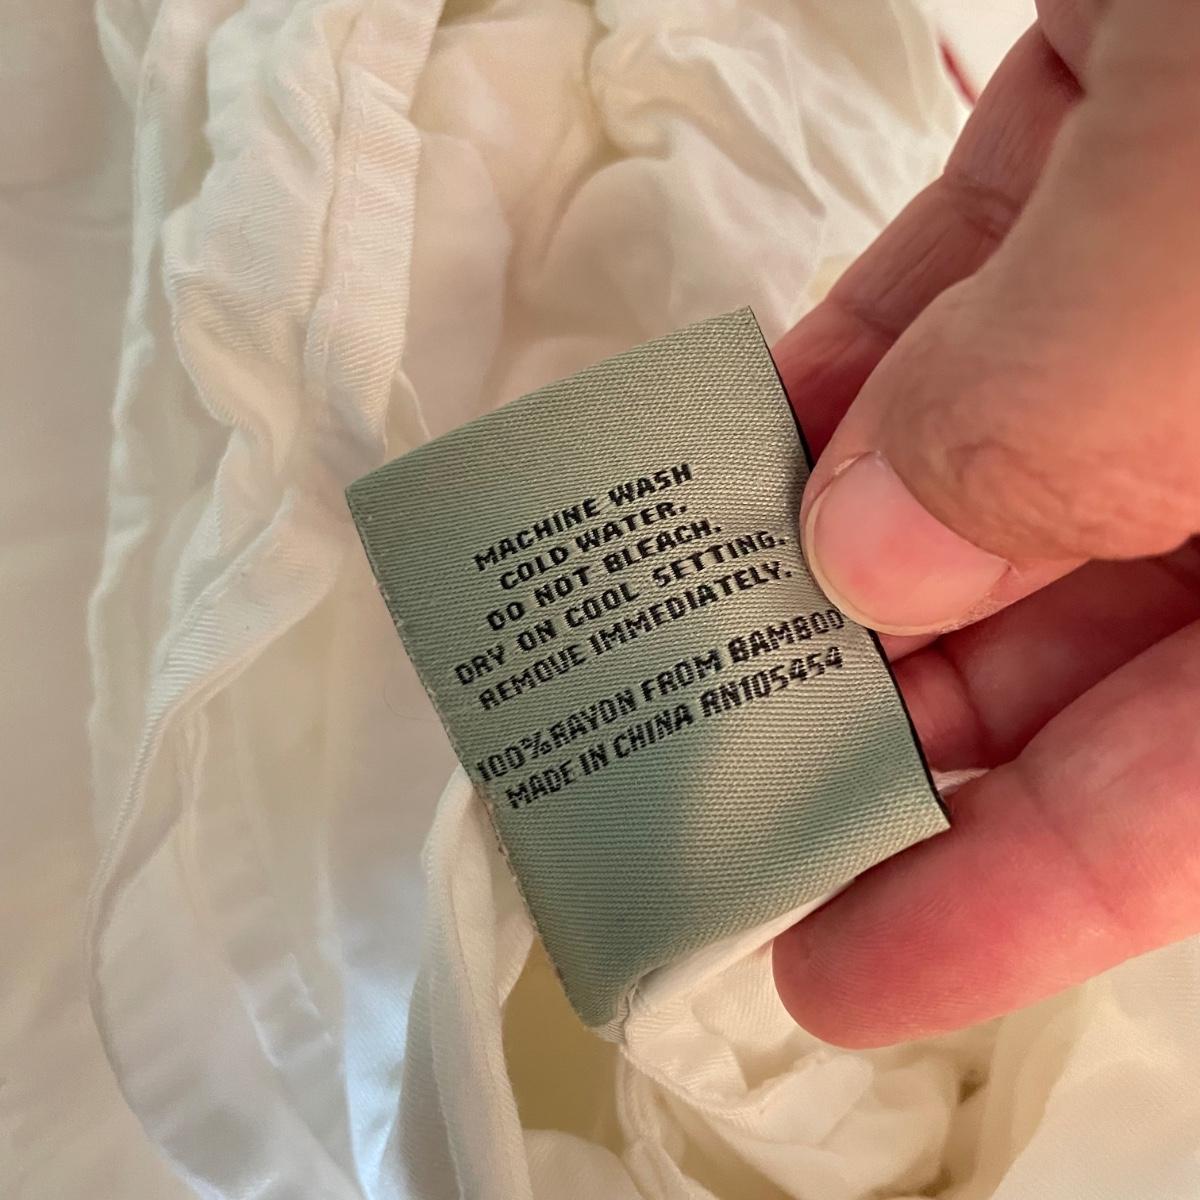 MACHINE WASH
COLD WATER.
DO NOT BLEACH.
DRY ON COOL SETTING.
REMOVE IMMEDIATELY.
100%RAYON FROM BAMBOO
MADE IN CHINA RN105454